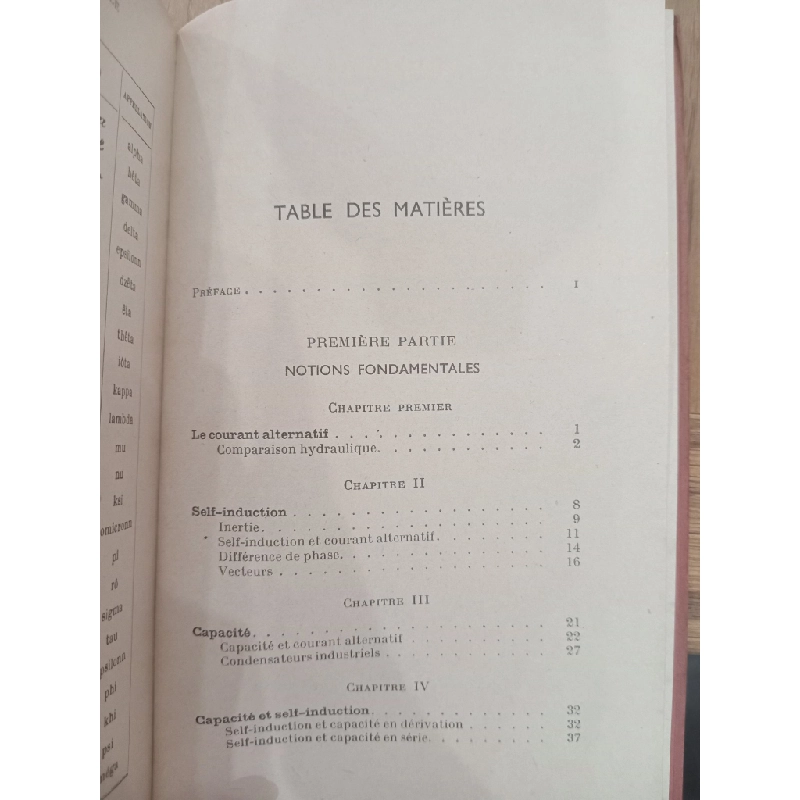 APPELLATION
alpha
bêta
gamma
delta
epsilonn
dzêta
êta
thêta
iôta
kappa
lambda
mu
nu
ksi
omicronn
pi
rô
sigma
tau
phi
khi
psi
TABLE DES MATIÈRES
PRÉFACE. . . . . . . . . . . . . . . . . . . I
PREMIÈRE PARTIE
NOTIONS FONDAMENTALES
CHAPITRE PREMIER
Le courant alternatif . . . . . . . . . . . . . 1
Comparaison hydraulique. . . . . . . . . . . 2
CHAPITRE II
Self-induction . . . . . . . . . . . . . . . . 8
Inertie. . . . . . . . . . . . . . . . . . 9
Self-induction et courant alternatif. . . . . . . 11
Différence de phase. . . . . . . . . . . . . 14
Vecteurs . . . . . . . . . . . . . . . . . 16
CHAPITRE III
Capacité. . . . . . . . . . . . . . . . . . 21
Capacité et courant alternatif . . . . . . . . . 22
Condensateurs industriels . . . . . . . . . . 27
CHAPITRE IV
Capacité et self-induction. . . . . . . . . . . 32
Self-induction et capacité en dérivation . . . . . 32
Self-induction et capacité en série. . . . . . . . 37